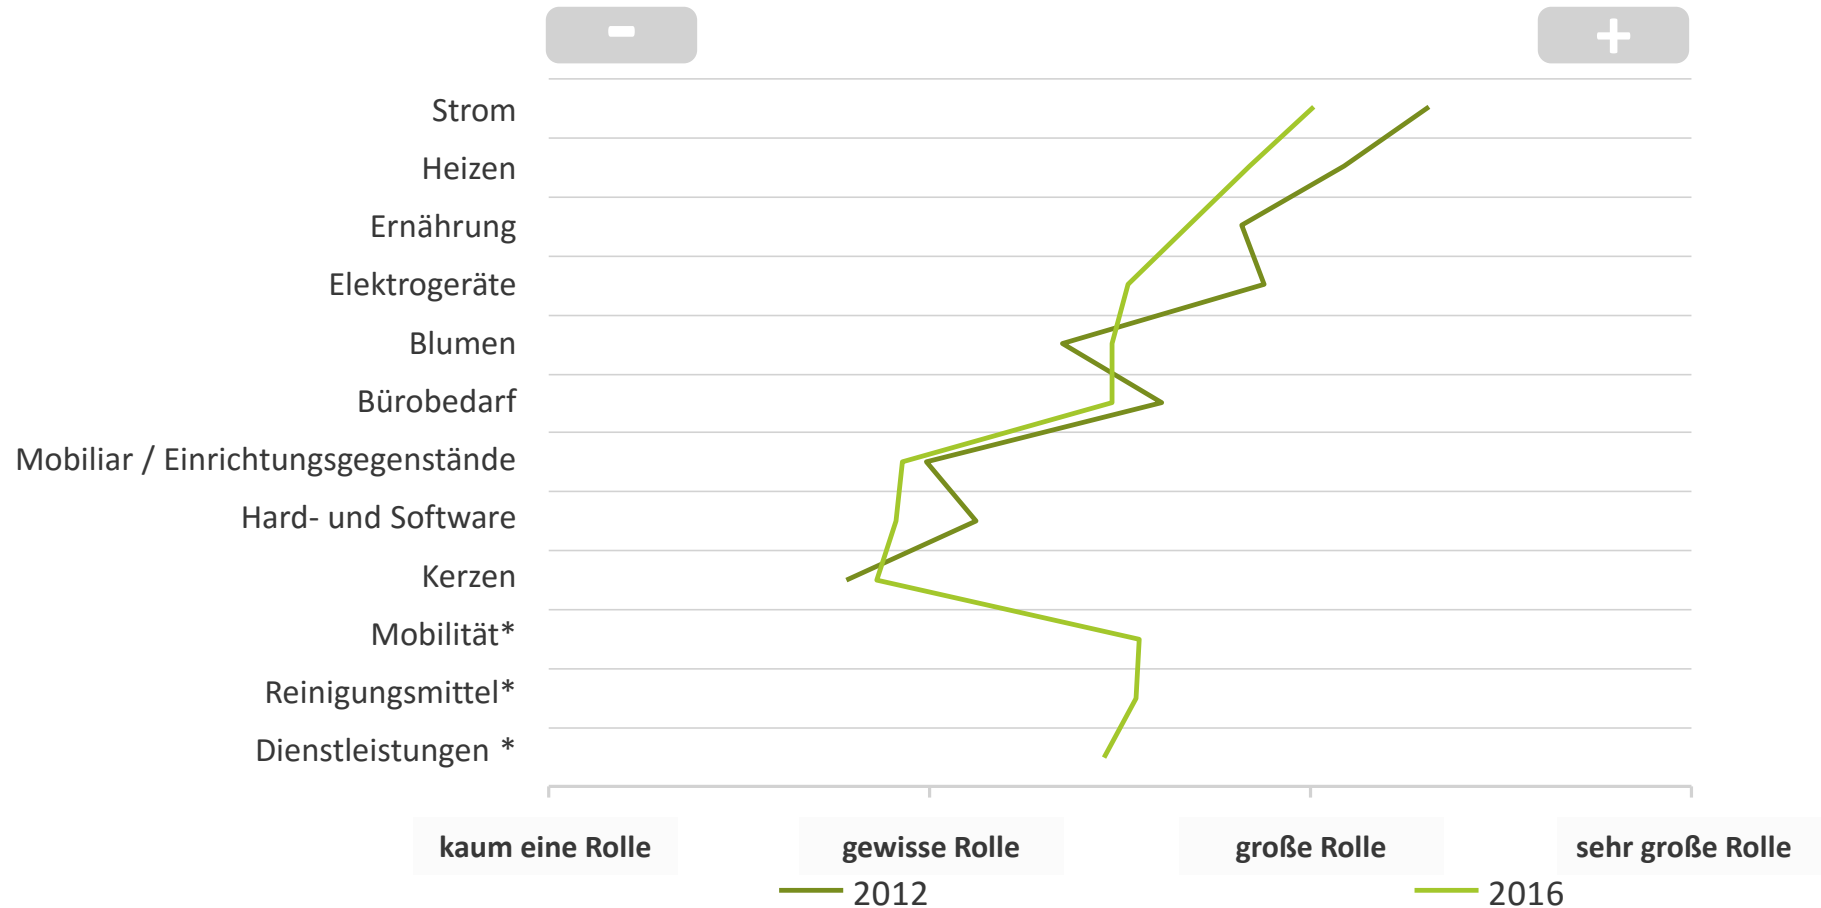 - +
Strom
Heizen
Ernährung
Elektrogeräte
Blumen
Bürobedarf
Mobiliar / Einrichtungsgegenstände
Hard- und Software
Kerzen
Mobilität*
Reinigungsmittel*
Dienstleistungen *
kaum eine Rolle gewisse Rolle große Rolle sehr große Rolle
2012 2016